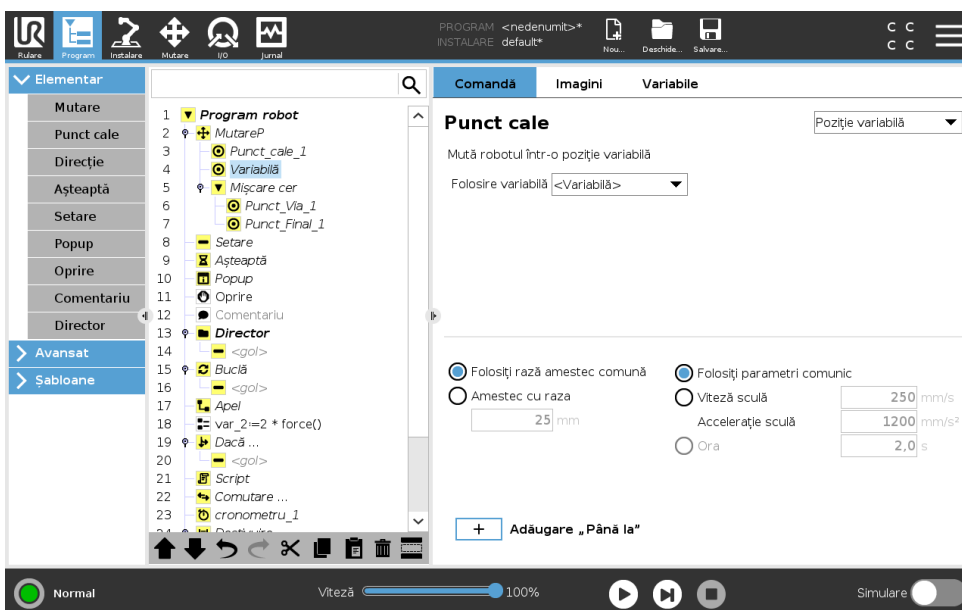 PROGRAM <nedenumit>*
INSTALARE default*
Rulare Program Instalare Mutare I/O Jurnal Nou... Deschide... Salvare...
C C
C C
Elementar
Mutare
Punct cale
Direcție
Așteaptă
Setare
Popup
Oprire
Comentariu
Director
Avansat
Șabloane
1 Program robot
2 MutareP
3 Punct_cale_1
4 Variabilă
5 Mișcare cer
6 Punct_Via_1
7 Punct_Final_1
8 Setare
9 Așteaptă
10 Popup
11 Oprire
12 Comentariu
13 Director
14 <gol>
15 Buclă
16 <gol>
17 Apel
18 var_2:=2 * force()
19 Dacă ...
20 <gol>
21 Script
22 Comutare ...
23 cronometru_1
Comandă Imagini Variabile
Punct cale Poziție variabilă
Mută robotul într-o poziție variabilă
Folosire variabilă <Variabilă>
Folosiți rază amestec comună
Amestec cu raza
25 mm
Folosiți parametri comunic
Viteză sculă 250 mm/s
Accelerație sculă 1200 mm/s²
Ora 2,0 s
+ Adăugare „Până la”
Normal Viteză 100% Simulare